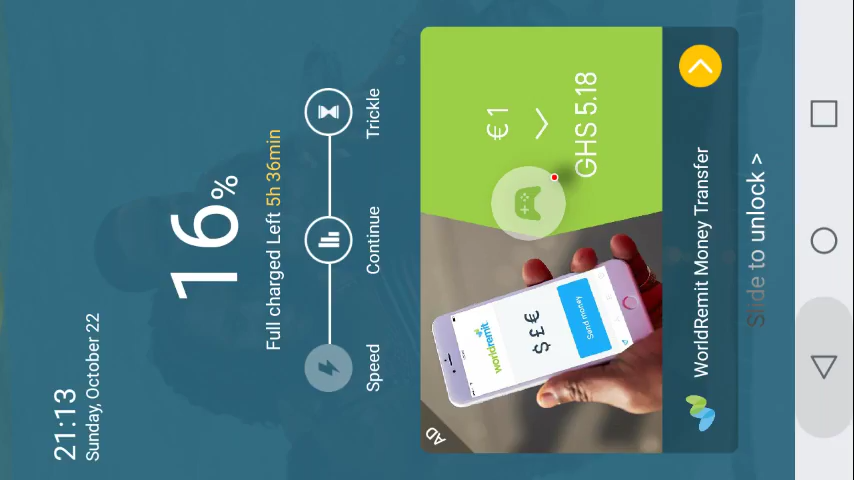 21:13
Sunday, October 22
16%
Full charged Left 5h 36min
Speed
Continue
Trickle
AD
worldremit
$ £ €
Send money
€ 1
GHS 5.18
WorldRemit Money Transfer
Slide to unlock >